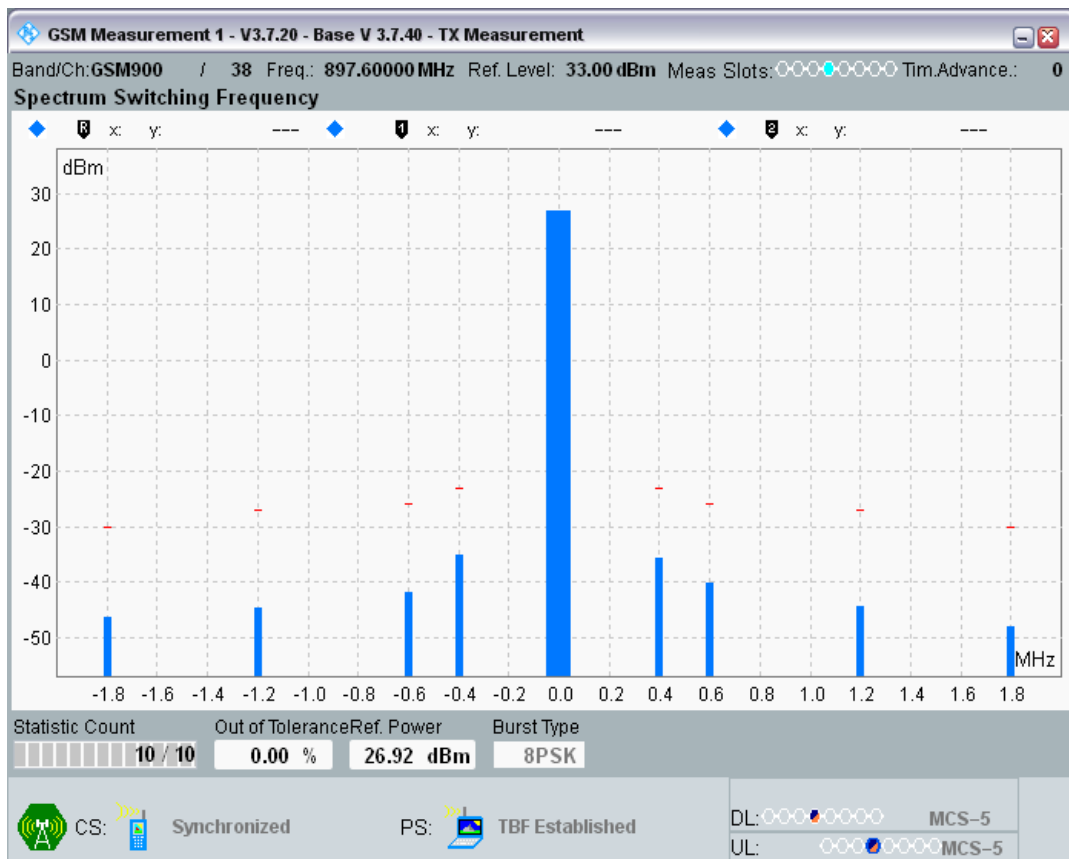 GSM Measurement 1 - V3.7.20 - Base V 3.7.40 - TX Measurement
Band/Ch:GSM900 / 38 Freq.: 897.60000 MHz Ref. Level: 33.00 dBm Meas Slots: Tim.Advance.: 0
Spectrum Switching Frequency
R x: y: --- 1 x: y: --- 2 x: y: ---
dBm
30
20
10
0
-10
-20
-30
-40
-50
MHz
-1.8 -1.6 -1.4 -1.2 -1.0 -0.8 -0.6 -0.4 -0.2 0.0 0.2 0.4 0.6 0.8 1.0 1.2 1.4 1.6 1.8
Statistic Count Out of Tolerance Ref. Power Burst Type
10 / 10 0.00 % 26.92 dBm 8PSK
CS: Synchronized PS: TBF Established DL: MCS-5
UL: MCS-5